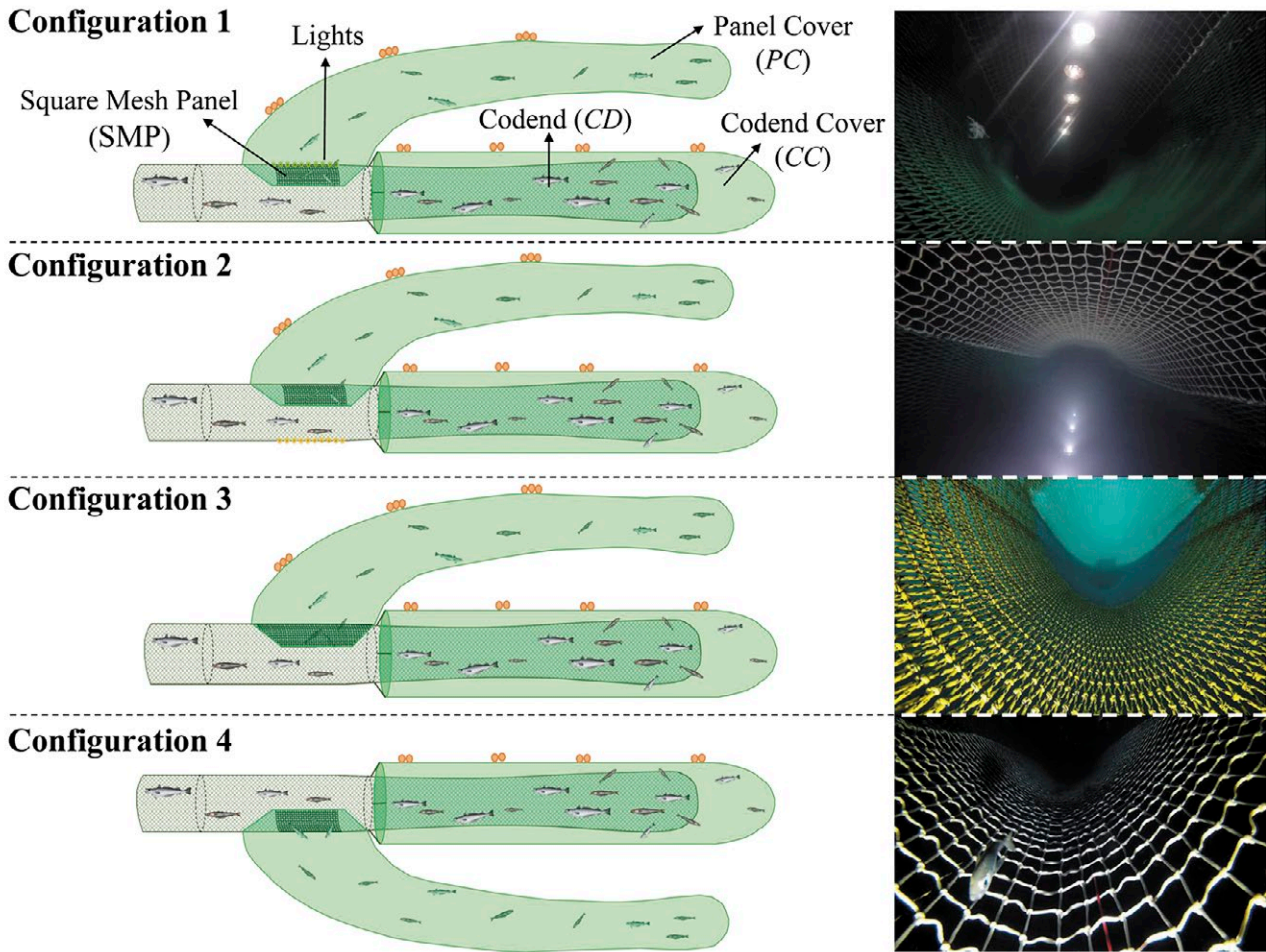 Configuration 1
Lights
Panel Cover
(PC)
Square Mesh Panel
(SMP)
Codend (CD)
Codend Cover
(CC)
Configuration 2
Configuration 3
Configuration 4